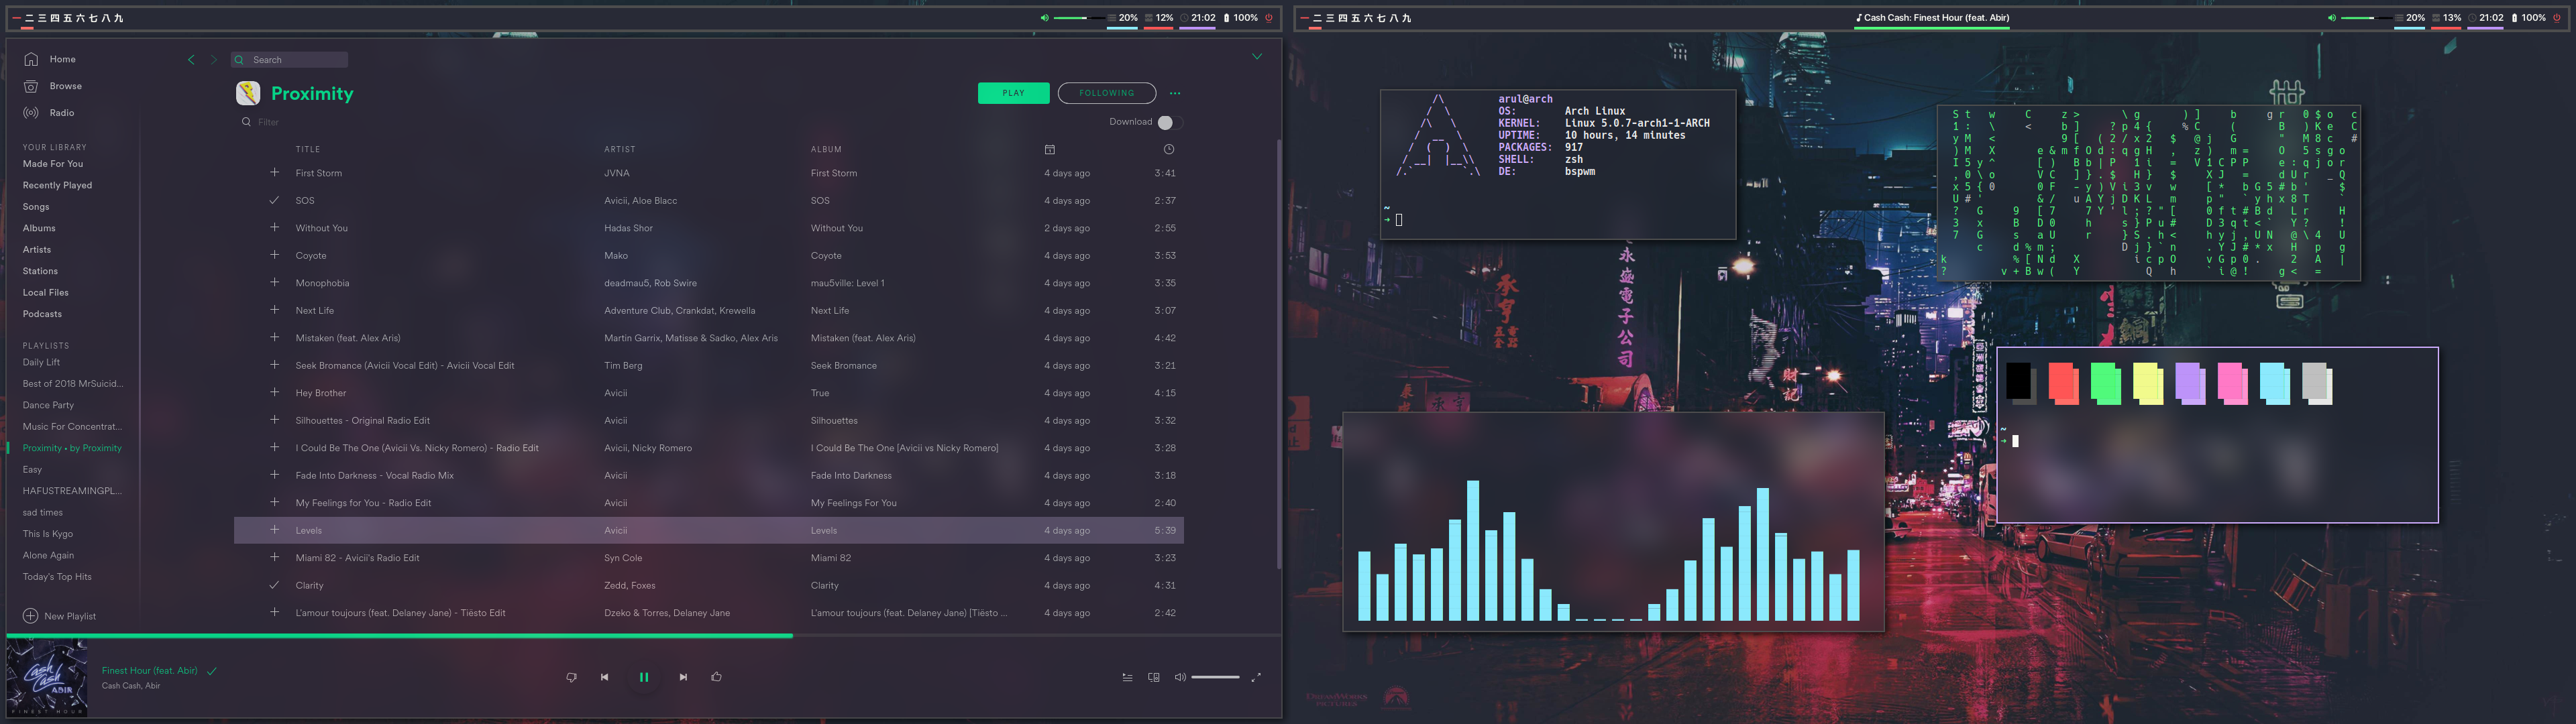 一 二 三 四 五 六 七 八 九
20% 12% 21:02 100%
Home
Browse
Radio
YOUR LIBRARY
Made For You
Recently Played
Songs
Albums
Artists
Stations
Local Files
Podcasts
PLAYLISTS
Daily Lift
Best of 2018 MrSuicid...
Dance Party
Music For Concentrat...
Proximity • by Proximity
Easy
HAFUSTREAMINGPL...
sad times
This Is Kygo
Alone Again
Today's Top Hits
New Playlist
Search
Proximity
PLAY FOLLOWING
Filter Download
TITLE ARTIST ALBUM
First Storm JVNA First Storm 4 days ago 3:41
SOS Avicii, Aloe Blacc SOS 4 days ago 2:37
Without You Hadas Shor Without You 2 days ago 2:55
Coyote Mako Coyote 4 days ago 3:53
Monophobia deadmau5, Rob Swire mau5ville: Level 1 4 days ago 3:35
Next Life Adventure Club, Crankdat, Krewella Next Life 4 days ago 3:07
Mistaken (feat. Alex Aris) Martin Garrix, Matisse & Sadko, Alex Aris Mistaken (feat. Alex Aris) 4 days ago 4:42
Seek Bromance (Avicii Vocal Edit) - Avicii Vocal Edit Tim Berg Seek Bromance 4 days ago 3:21
Hey Brother Avicii True 4 days ago 4:15
Silhouettes - Original Radio Edit Avicii Silhouettes 4 days ago 3:32
I Could Be The One (Avicii Vs. Nicky Romero) - Radio Edit Avicii, Nicky Romero I Could Be The One [Avicii vs Nicky Romero] 4 days ago 3:28
Fade Into Darkness - Vocal Radio Mix Avicii Fade Into Darkness 4 days ago 3:18
My Feelings for You - Radio Edit Avicii My Feelings For You 4 days ago 2:40
Levels Avicii Levels 4 days ago 5:39
Miami 82 - Avicii's Radio Edit Syn Cole Miami 82 4 days ago 3:23
Clarity Zedd, Foxes Clarity 4 days ago 4:31
L'amour toujours (feat. Delaney Jane) - Tiësto Edit Dzeko & Torres, Delaney Jane L'amour toujours (feat. Delaney Jane) [Tiësto ... 4 days ago 2:42
Cash Cash
ABIR
FINEST HOUR
Finest Hour (feat. Abir)
Cash Cash, Abir
一 二 三 四 五 六 七 八 九
Cash Cash: Finest Hour (feat. Abir)
20% 13% 21:02 100%
arul@arch
OS: Arch Linux
KERNEL: Linux 5.0.7-arch1-1-ARCH
UPTIME: 10 hours, 14 minutes
PACKAGES: 917
SHELL: zsh
DE: bspwm
~
永盛電子公司
財記
DREAMWORKS
PICTURES
~